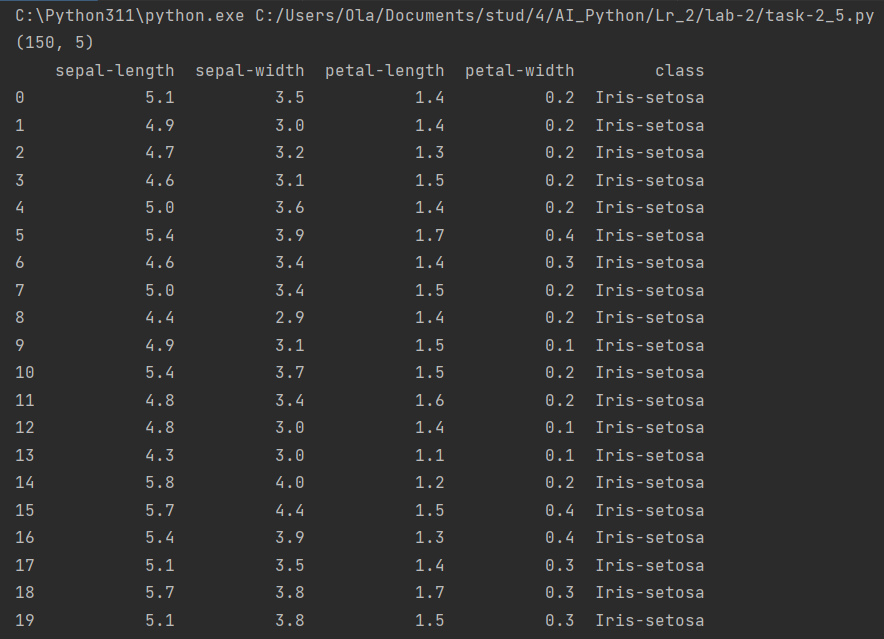 C:\Python311\python.exe C:/Users/Ola/Documents/stud/4/AI_Python/Lr_2/lab-2/task-2_5.py
(150, 5)
    sepal-length  sepal-width  petal-length  petal-width        class
0            5.1          3.5           1.4          0.2  Iris-setosa
1            4.9          3.0           1.4          0.2  Iris-setosa
2            4.7          3.2           1.3          0.2  Iris-setosa
3            4.6          3.1           1.5          0.2  Iris-setosa
4            5.0          3.6           1.4          0.2  Iris-setosa
5            5.4          3.9           1.7          0.4  Iris-setosa
6            4.6          3.4           1.4          0.3  Iris-setosa
7            5.0          3.4           1.5          0.2  Iris-setosa
8            4.4          2.9           1.4          0.2  Iris-setosa
9            4.9          3.1           1.5          0.1  Iris-setosa
10           5.4          3.7           1.5          0.2  Iris-setosa
11           4.8          3.4           1.6          0.2  Iris-setosa
12           4.8          3.0           1.4          0.1  Iris-setosa
13           4.3          3.0           1.1          0.1  Iris-setosa
14           5.8          4.0           1.2          0.2  Iris-setosa
15           5.7          4.4           1.5          0.4  Iris-setosa
16           5.4          3.9           1.3          0.4  Iris-setosa
17           5.1          3.5           1.4          0.3  Iris-setosa
18           5.7          3.8           1.7          0.3  Iris-setosa
19           5.1          3.8           1.5          0.3  Iris-setosa